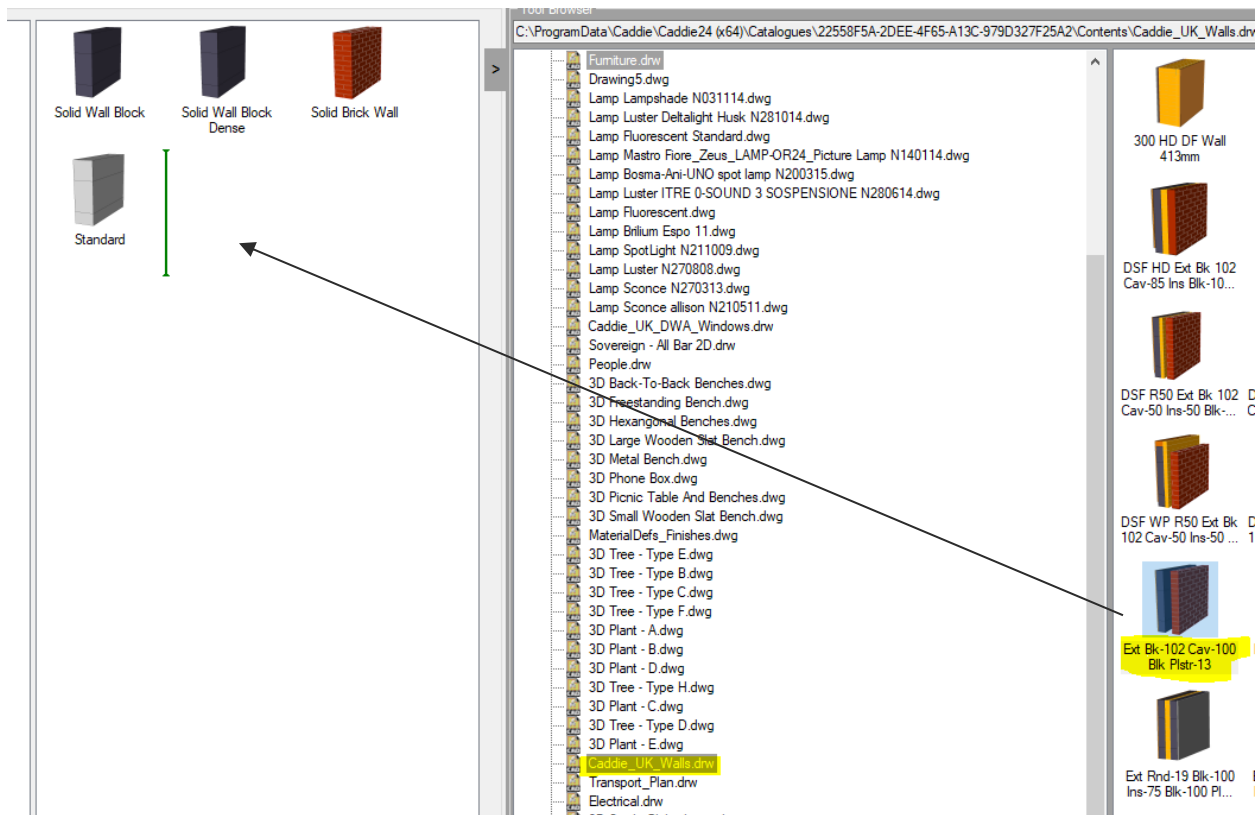 Tool Browser
C:\ProgramData\Caddie\Caddie24 (x64)\Catalogues\22558F5A-2DEE-4F65-A13C-979D327F25A2\Contents\Caddie_UK_Walls.drw
Solid Wall Block
Solid Wall Block
Dense
Solid Brick Wall
Standard
>
Furniture.drw
Drawing5.dwg
Lamp Lampshade N031114.dwg
Lamp Luster Deltalight Husk N281014.dwg
Lamp Fluorescent Standard.dwg
Lamp Mastro Fiore_Zeus_LAMP-OR24_Picture Lamp N140114.dwg
Lamp Bosma-Ani-UNO spot lamp N200315.dwg
Lamp Luster ITRE 0-SOUND 3 SOSPENSIONE N280614.dwg
Lamp Fluorescent.dwg
Lamp Brilium Espo 11.dwg
Lamp SpotLight N211009.dwg
Lamp Luster N270808.dwg
Lamp Sconce N270313.dwg
Lamp Sconce allison N210511.dwg
Caddie_UK_DWA_Windows.drw
Sovereign - All Bar 2D.drw
People.drw
3D Back-To-Back Benches.dwg
3D Freestanding Bench.dwg
3D Hexangonal Benches.dwg
3D Large Wooden Slat Bench.dwg
3D Metal Bench.dwg
3D Phone Box.dwg
3D Picnic Table And Benches.dwg
3D Small Wooden Slat Bench.dwg
MaterialDefs_Finishes.dwg
3D Tree - Type E.dwg
3D Tree - Type B.dwg
3D Tree - Type C.dwg
3D Tree - Type F.dwg
3D Plant - A.dwg
3D Plant - B.dwg
3D Plant - D.dwg
3D Tree - Type H.dwg
3D Plant - C.dwg
3D Tree - Type D.dwg
3D Plant - E.dwg
Caddie_UK_Walls.drw
Transport_Plan.drw
Electrical.drw
300 HD DF Wall
413mm
DSF HD Ext Bk 102
Cav-85 Ins Blk-10...
DSF R50 Ext Bk 102
Cav-50 Ins-50 Blk-...
DSF WP R50 Ext Bk
102 Cav-50 Ins-50 ...
Ext Bk-102 Cav-100
Blk Plstr-13
Ext Rnd-19 Blk-100
Ins-75 Blk-100 Pl...